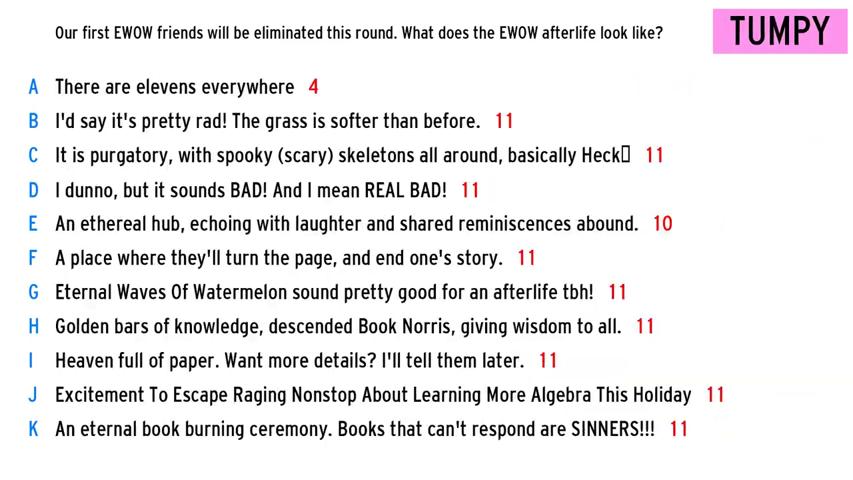 Our first EWOW friends will be eliminated this round. What does the EWOW afterlife look like?
TUMPY
A There are elevens everywhere 4
B I'd say it's pretty rad! The grass is softer than before. 11
C It is purgatory, with spooky (scary) skeletons all around, basically Heck▯ 11
D I dunno, but it sounds BAD! And I mean REAL BAD! 11
E An ethereal hub, echoing with laughter and shared reminiscences abound. 10
F A place where they'll turn the page, and end one's story. 11
G Eternal Waves Of Watermelon sound pretty good for an afterlife tbh! 11
H Golden bars of knowledge, descended Book Norris, giving wisdom to all. 11
I Heaven full of paper. Want more details? I'll tell them later. 11
J Excitement To Escape Raging Nonstop About Learning More Algebra This Holiday 11
K An eternal book burning ceremony. Books that can't respond are SINNERS!!! 11